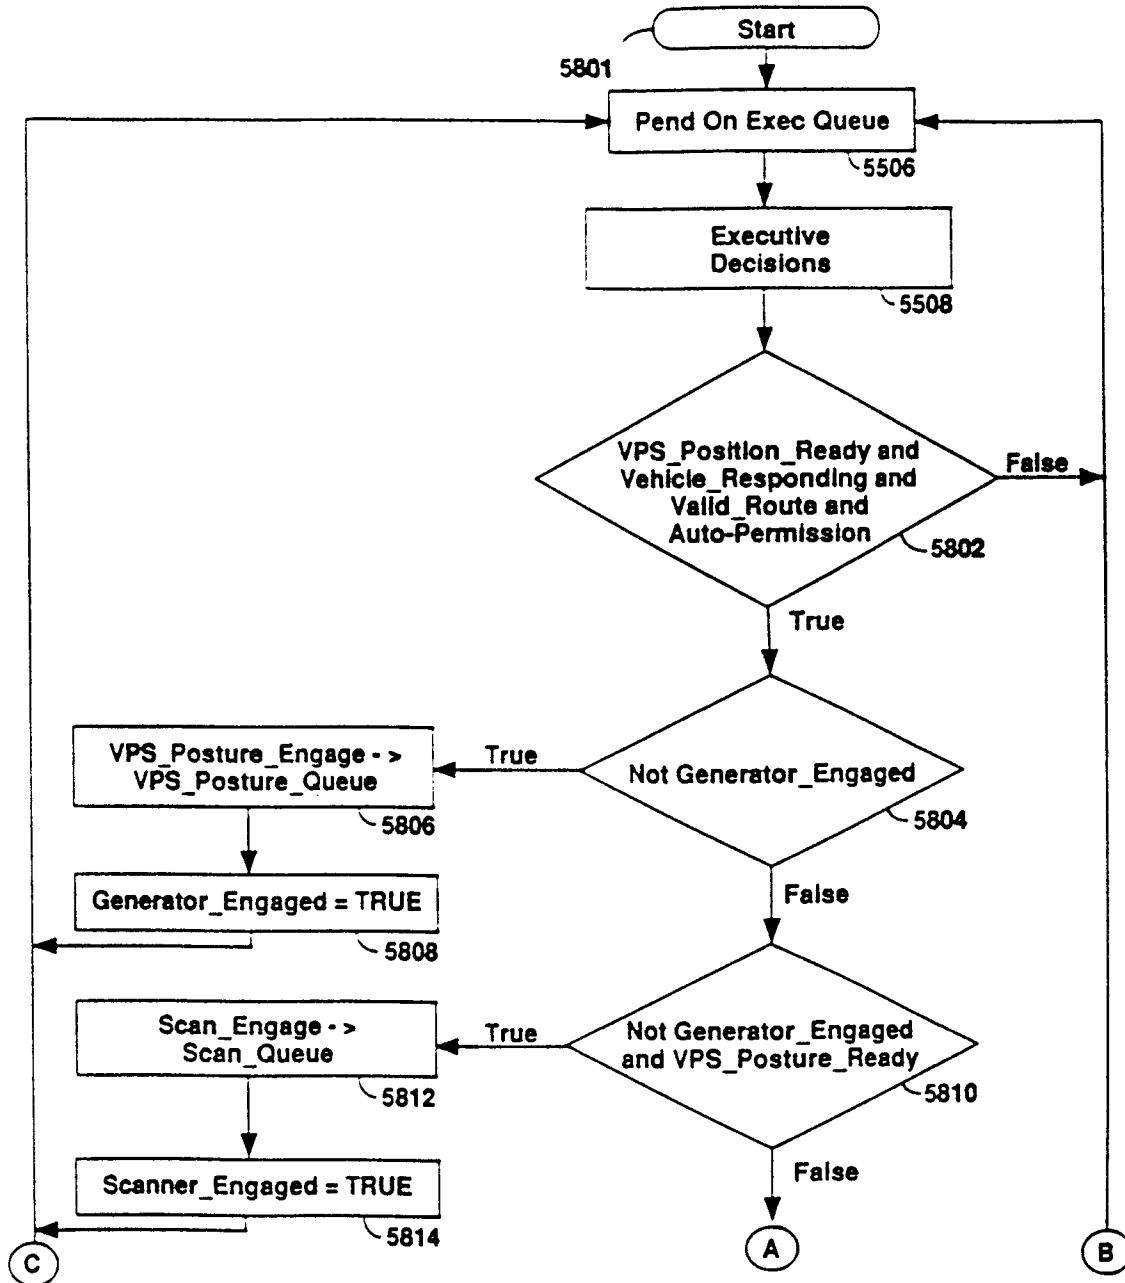 Start
5801
Pend On Exec Queue
5506
Executive
Decisions
5508
VPS_Position_Ready and
Vehicle_Responding and
Valid_Route and
Auto-Permission
False
5802
True
Not Generator_Engaged
5804
True
VPS_Posture_Engage ->
VPS_Posture_Queue
5806
Generator_Engaged = TRUE
5808
False
Not Generator_Engaged
and VPS_Posture_Ready
5810
True
Scan_Engage ->
Scan_Queue
5812
Scanner_Engaged = TRUE
5814
False
C
A
B